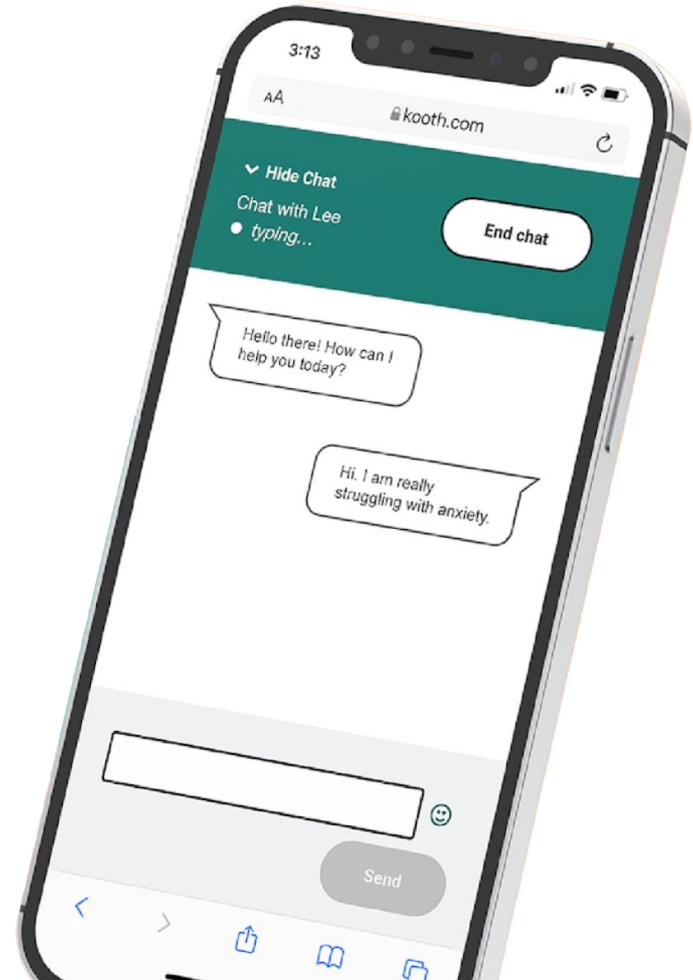 3:13
AA
kooth.com
Hide Chat
Chat with Lee
typing...
End chat
Hello there! How can I
help you today?
Hi. I am really
struggling with anxiety.
Send